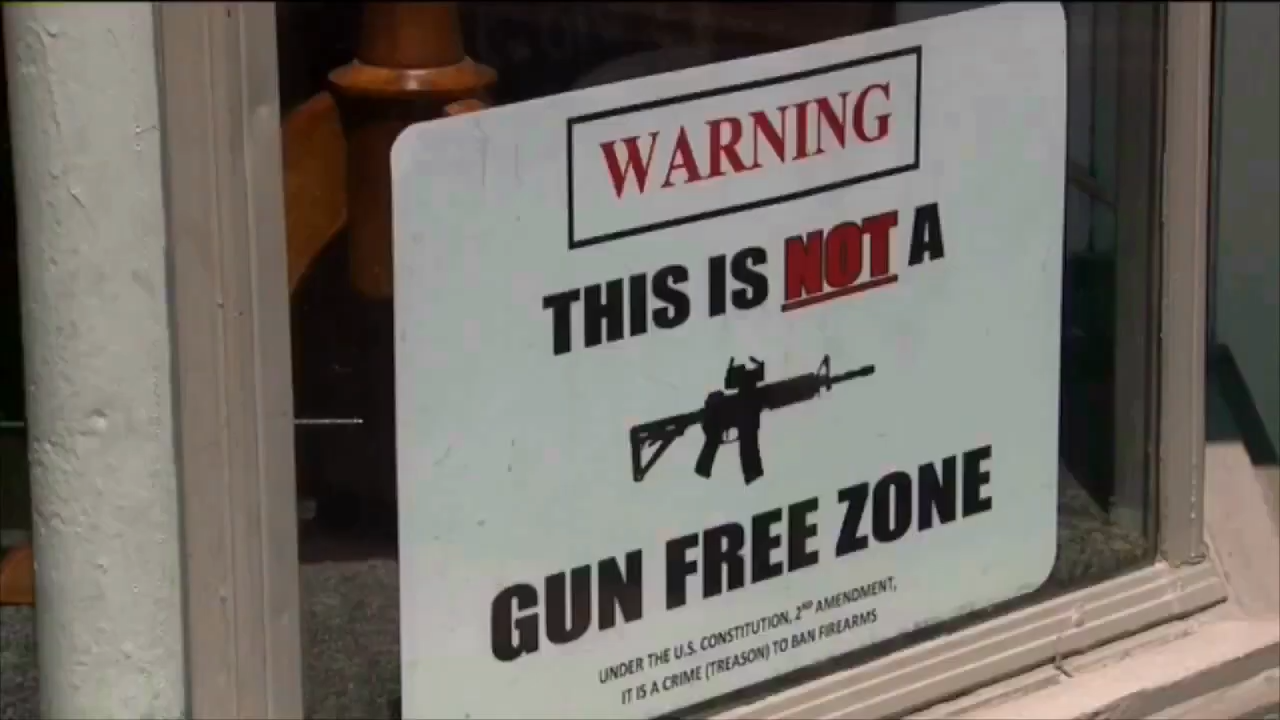 WARNING
THIS IS NOT A
GUN FREE ZONE
UNDER THE U.S. CONSTITUTION, 2ND AMENDMENT,
IT IS A CRIME (TREASON) TO BAN FIREARMS